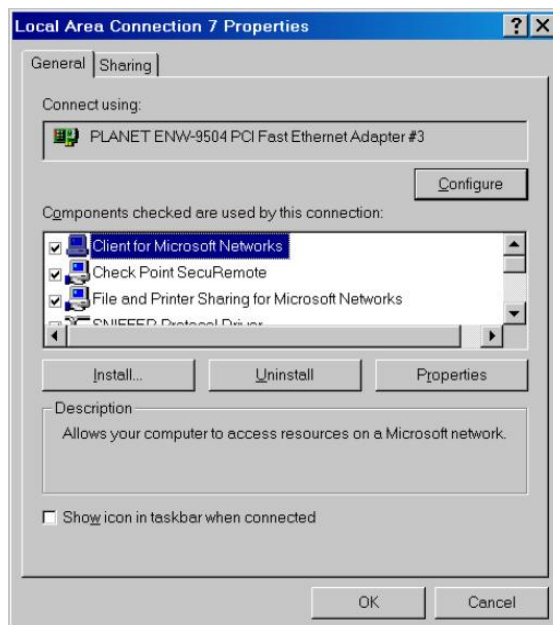 Local Area Connection 7 Properties
General Sharing
Connect using:
PLANET ENW-9504 PCI Fast Ethernet Adapter #3
Configure
Components checked are used by this connection:
Client for Microsoft Networks
Check Point SecuRemote
File and Printer Sharing for Microsoft Networks
SNIFFER Protocol Driver
Install... Uninstall Properties
Description
Allows your computer to access resources on a Microsoft network.
Show icon in taskbar when connected
OK Cancel